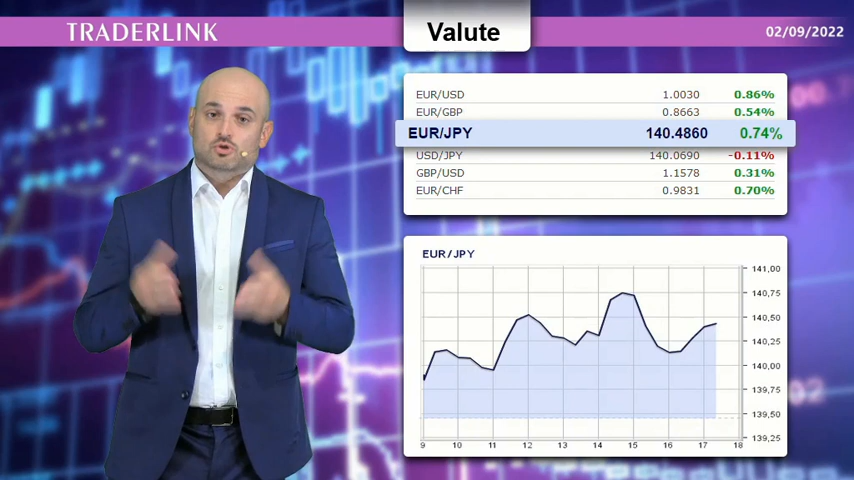 TRADERLINK
Valute
02/09/2022
EUR/USD 1.0030 0.86%
EUR/GBP 0.8663 0.54%
EUR/JPY 140.4860 0.74%
USD/JPY 140.0690 -0.11%
GBP/USD 1.1578 0.31%
EUR/CHF 0.9831 0.70%
EUR/JPY
141,00
140,75
140,50
140,25
140,00
139,75
139,50
139,25
9 10 11 12 13 14 15 16 17 18